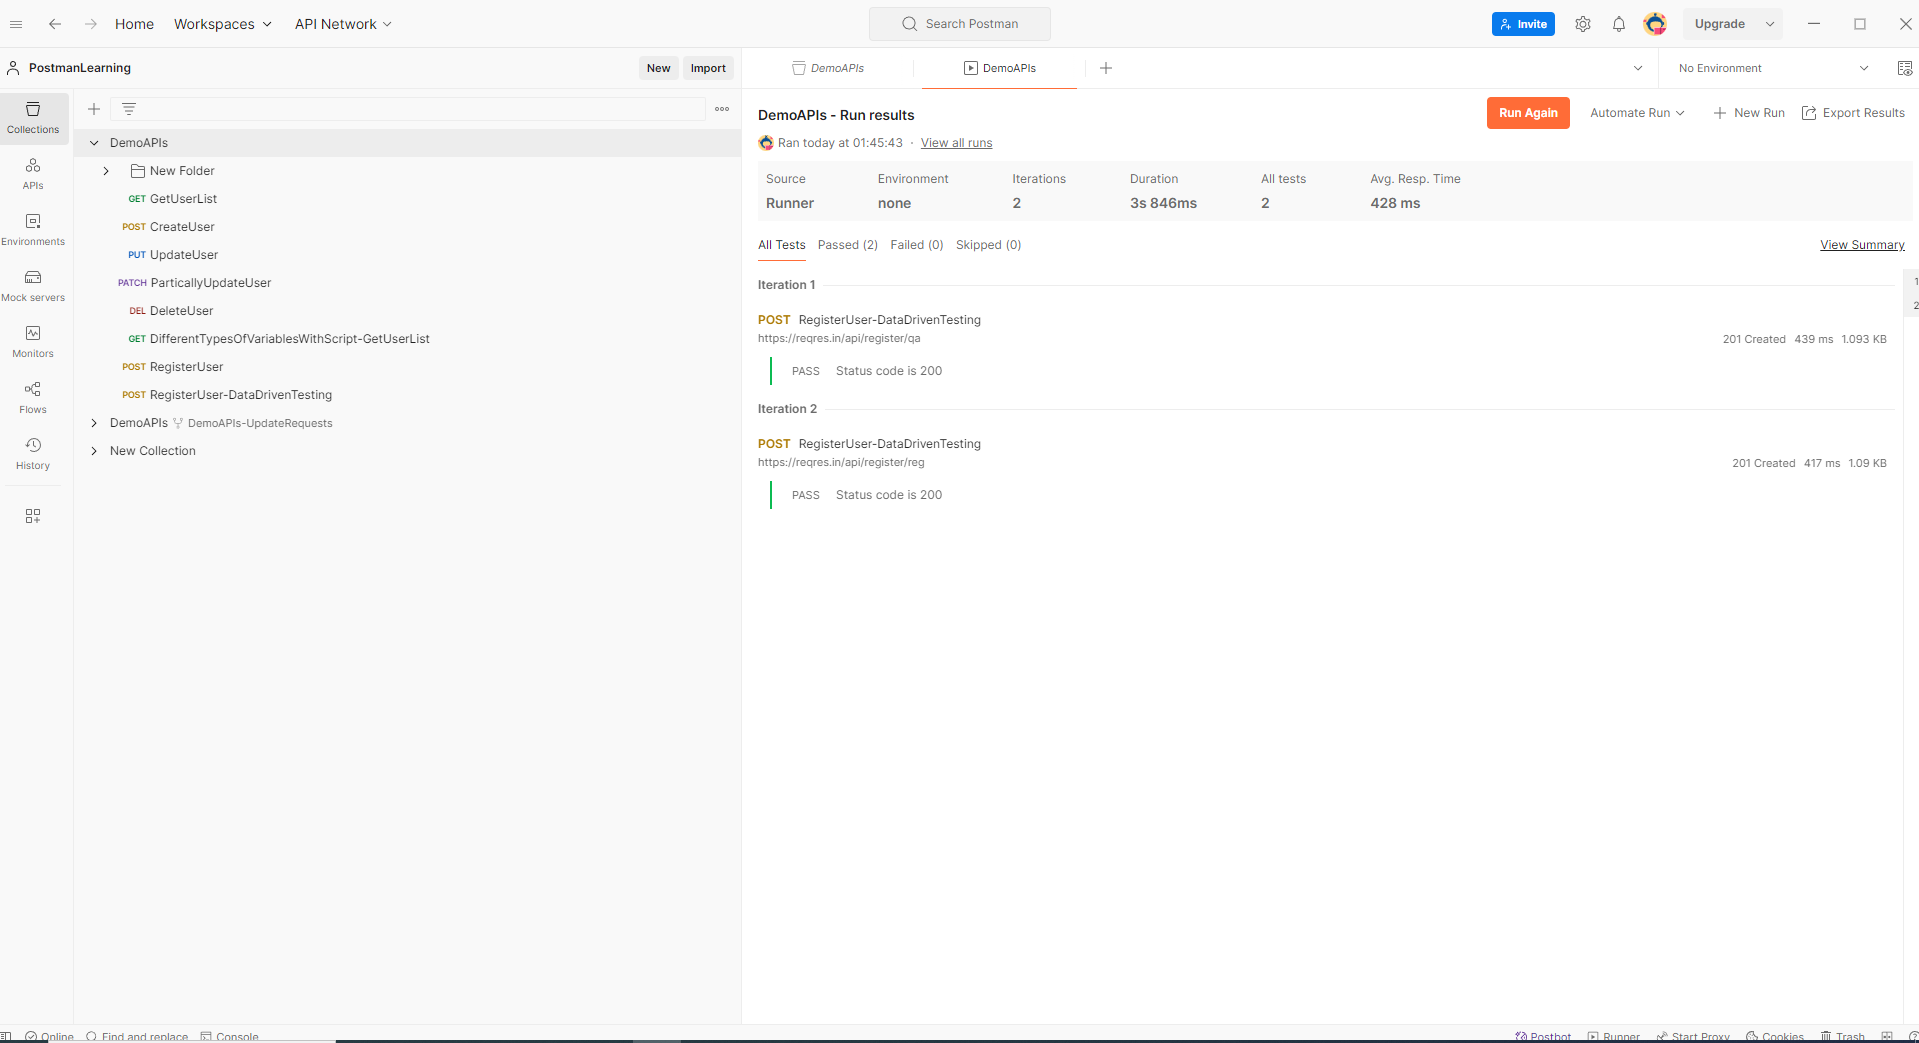 Home Workspaces API Network Search Postman Invite Upgrade
PostmanLearning New Import DemoAPIs DemoAPIs No Environment
Collections
APIs
Environments
Mock servers
Monitors
Flows
History
DemoAPIs
New Folder
GET GetUserList
POST CreateUser
PUT UpdateUser
PATCH ParticallyUpdateUser
DEL DeleteUser
GET DifferentTypesOfVariablesWithScript-GetUserList
POST RegisterUser
POST RegisterUser-DataDrivenTesting
DemoAPIs DemoAPIs-UpdateRequests
New Collection
DemoAPIs - Run results Run Again Automate Run New Run Export Results
Ran today at 01:45:43 · View all runs
Source Environment Iterations Duration All tests Avg. Resp. Time
Runner none 2 3s 846ms 2 428 ms
All Tests Passed (2) Failed (0) Skipped (0) View Summary
Iteration 1
1
2
POST RegisterUser-DataDrivenTesting
https://reqres.in/api/register/qa 201 Created 439 ms 1.093 KB
PASS Status code is 200
Iteration 2
POST RegisterUser-DataDrivenTesting
https://reqres.in/api/register/reg 201 Created 417 ms 1.09 KB
PASS Status code is 200
Online Find and replace Console Postbot Runner Start Proxy Cookies Trash